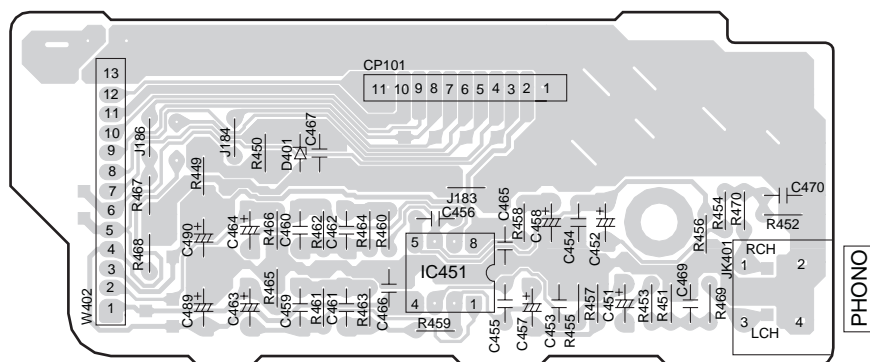 CP101
11 10 9 8 7 6 5 4 3 2 1
13
12
11
10
9
8
7
6
5
4
3
2
1
W402
J186
J184
R450
D401
C467
R449
R467
R468
C490
C464
R466
C460
R462
C462
R464
R460
C456
J183
C465
R458
C458
C454
C452
R456
R454
R470
C470
R452
5 8
IC451
4 1
R459
C489
C463
R465
C459
R461
C461
R463
C466
C455
C457
C453
R455
R457
C451
R453
R451
C469
R469
JK401
RCH
1 2
3 4
LCH
PHONO